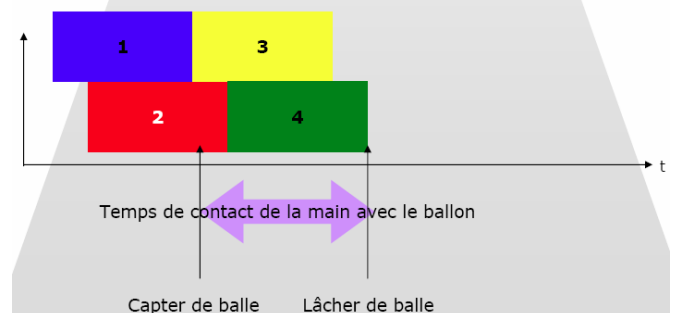 1 3
2 4
t
Temps de contact de la main avec le ballon
Capter de balle Lâcher de balle